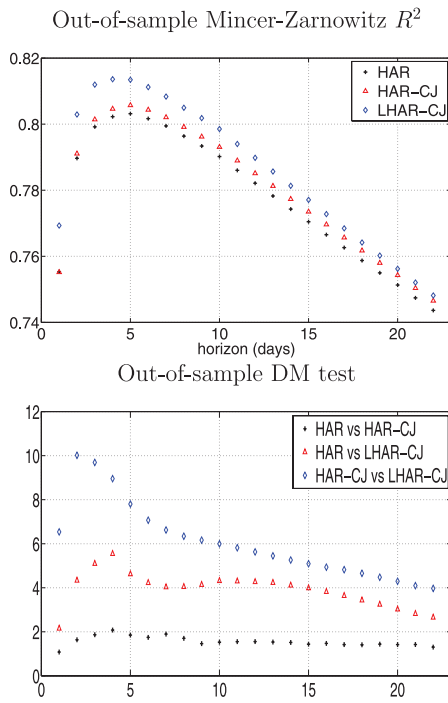 Out-of-sample Mincer-Zarnowitz R²
0.82
HAR
HAR−CJ
LHAR−CJ
0.8
0.78
0.76
0.74
0 5 10 15 20
horizon (days)
Out-of-sample DM test
12
HAR vs HAR−CJ
HAR vs LHAR−CJ
HAR−CJ vs LHAR−CJ
10
8
6
4
2
0
0 5 10 15 20